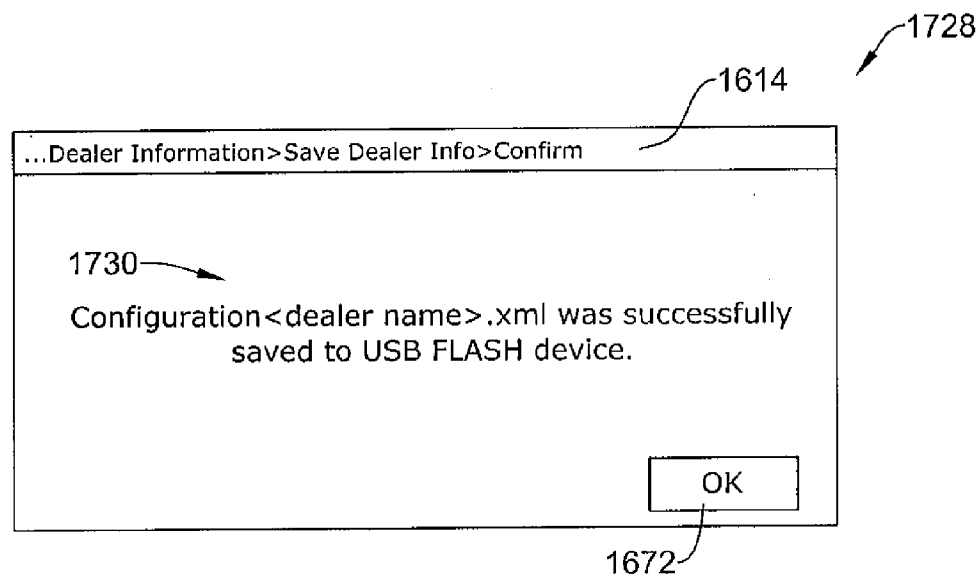 1728
1614
...Dealer Information>Save Dealer Info>Confirm
1730
Configuration<dealer name>.xml was successfully
saved to USB FLASH device.
OK
1672